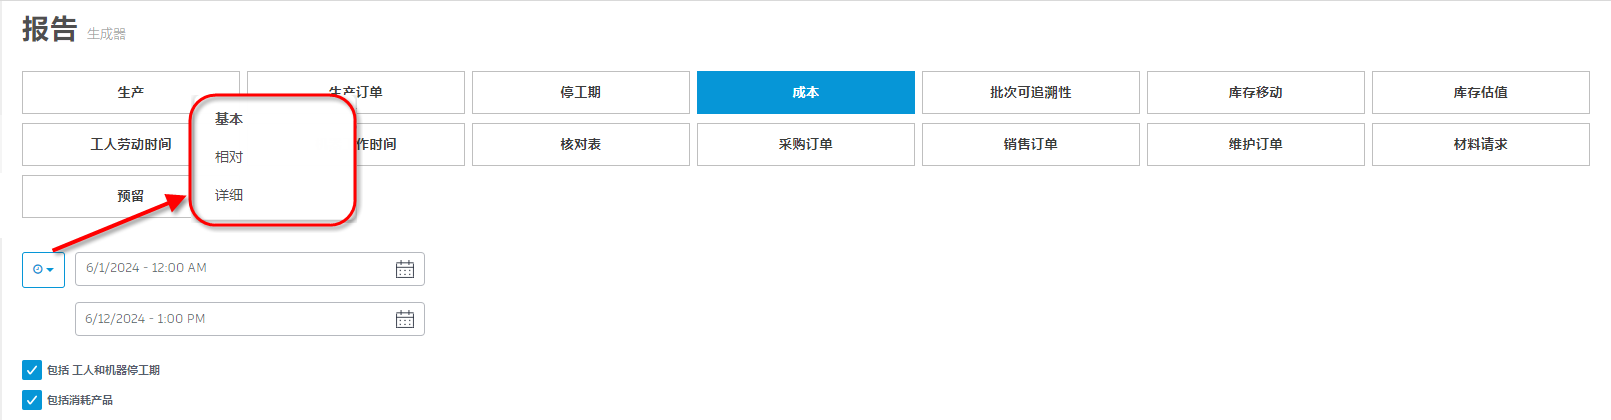 报告 生成器
生产 生产订单 停工期 成本 批次可追溯性 库存移动 库存估值
基本
工人劳动时间 作时间 核对表 采购订单 销售订单 维护订单 材料请求
相对
预留 详细
6/1/2024 - 12:00 AM
6/12/2024 - 1:00 PM
包括 工人和机器停工期
包括消耗产品